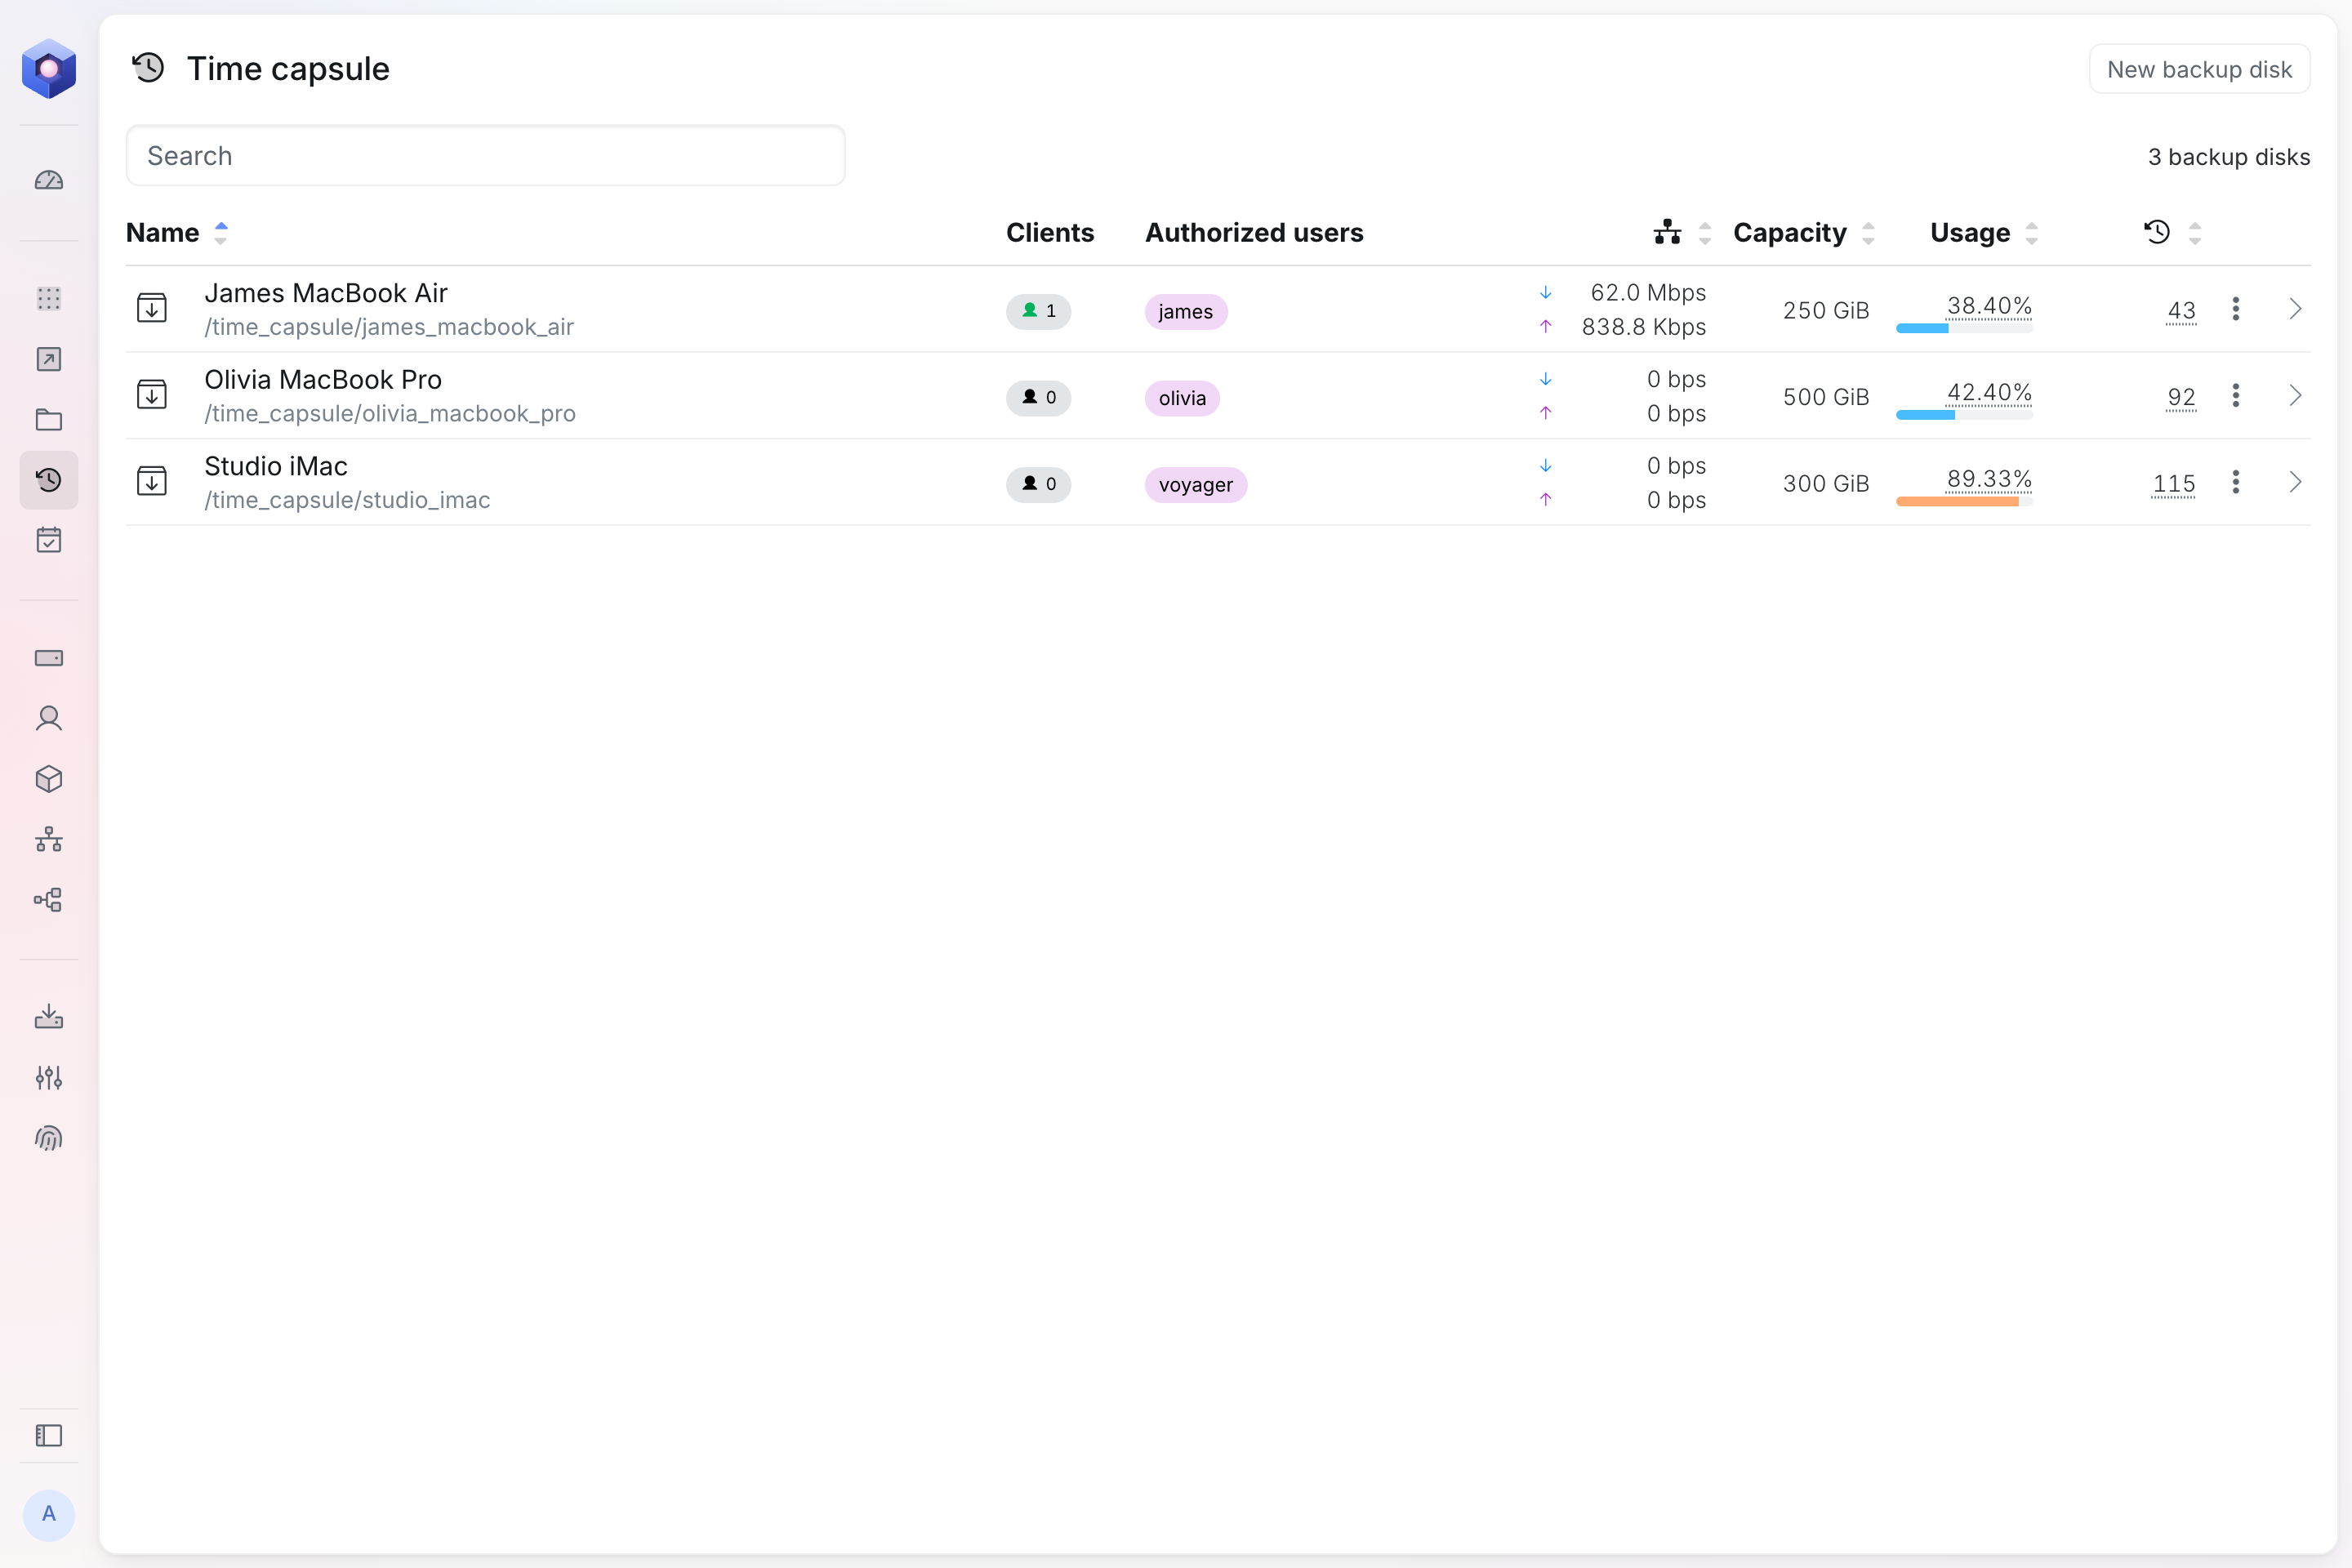 Time capsule
New backup disk
Search
3 backup disks
Name Clients Authorized users Capacity Usage
James MacBook Air
/time_capsule/james_macbook_air
1 james 62.0 Mbps 838.8 Kbps 250 GiB 38.40% 43
Olivia MacBook Pro
/time_capsule/olivia_macbook_pro
0 olivia 0 bps 0 bps 500 GiB 42.40% 92
Studio iMac
/time_capsule/studio_imac
0 voyager 0 bps 0 bps 300 GiB 89.33% 115
A